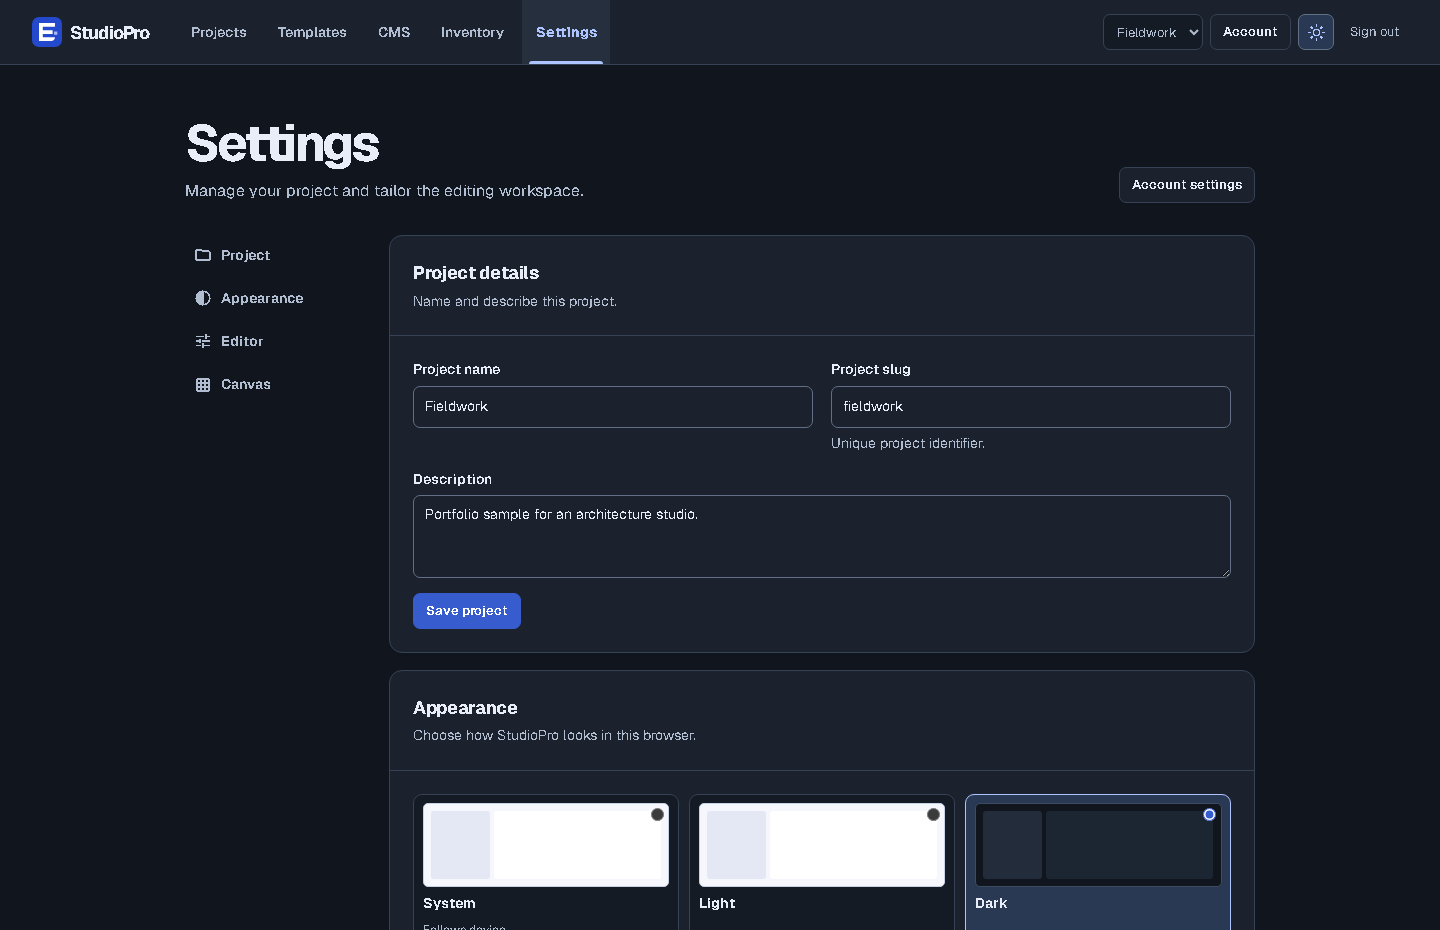 E StudioPro Projects Templates CMS Inventory Settings Fieldwork Account Sign out
Settings
Manage your project and tailor the editing workspace.
Account settings
Project
Appearance
Editor
Canvas
Project details
Name and describe this project.
Project name
Fieldwork
Project slug
fieldwork
Unique project identifier.
Description
Portfolio sample for an architecture studio.
Save project
Appearance
Choose how StudioPro looks in this browser.
System
Light
Dark
Follows device